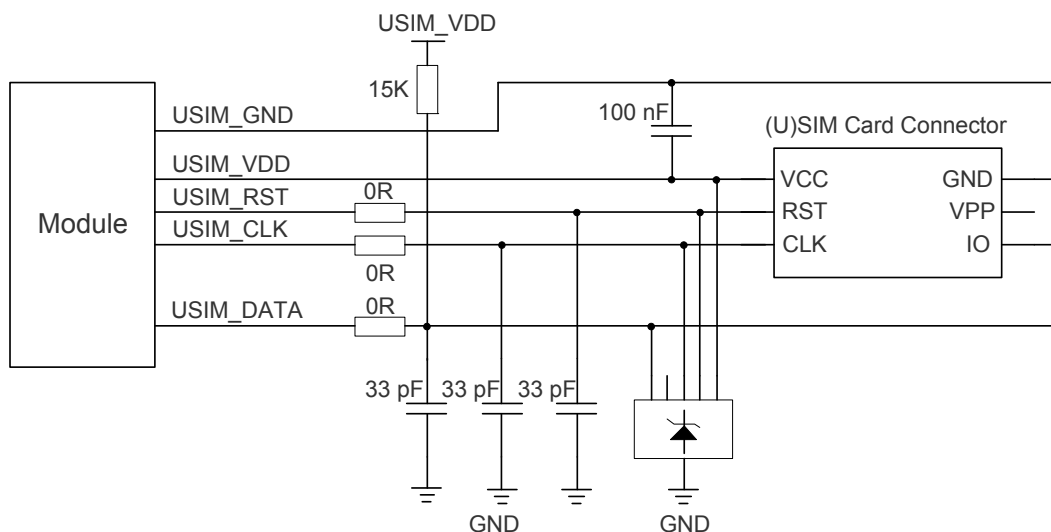 USIM_VDD
15K
USIM_GND
100 nF
(U)SIM Card Connector
USIM_VDD
VCC
GND
USIM_RST
0R
RST
VPP
Module
USIM_CLK
CLK
IO
0R
USIM_DATA
0R
33 pF
33 pF
33 pF
GND
GND